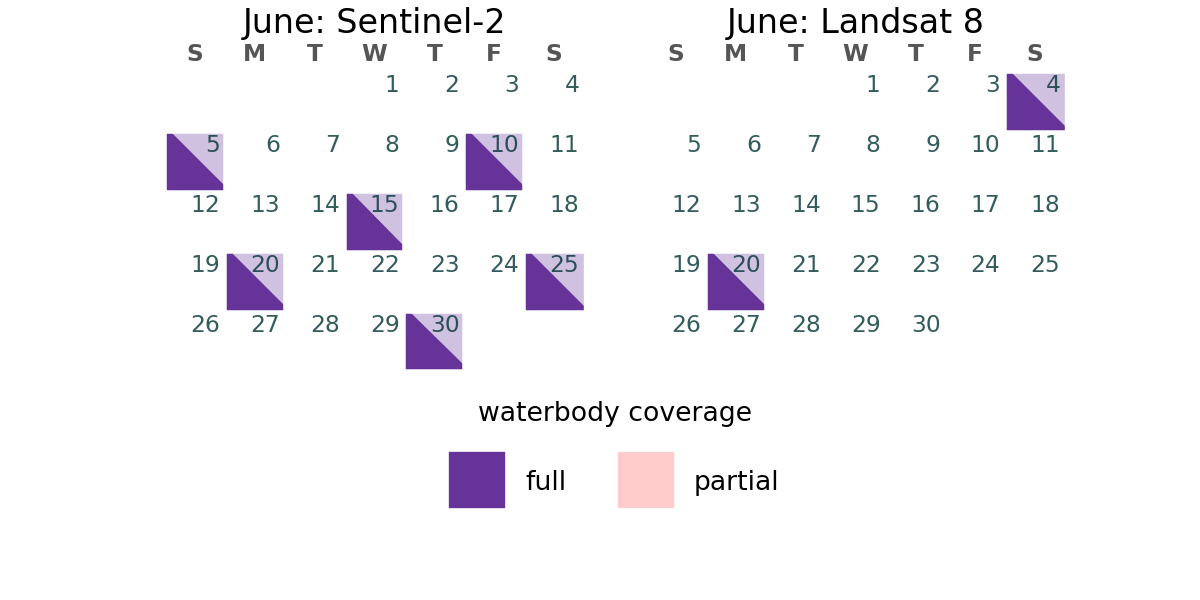 June: Sentinel-2
S M T W T F S
1 2 3 4
5 6 7 8 9 10 11
12 13 14 15 16 17 18
19 20 21 22 23 24 25
26 27 28 29 30
June: Landsat 8
S M T W T F S
1 2 3 4
5 6 7 8 9 10 11
12 13 14 15 16 17 18
19 20 21 22 23 24 25
26 27 28 29 30
waterbody coverage
full partial